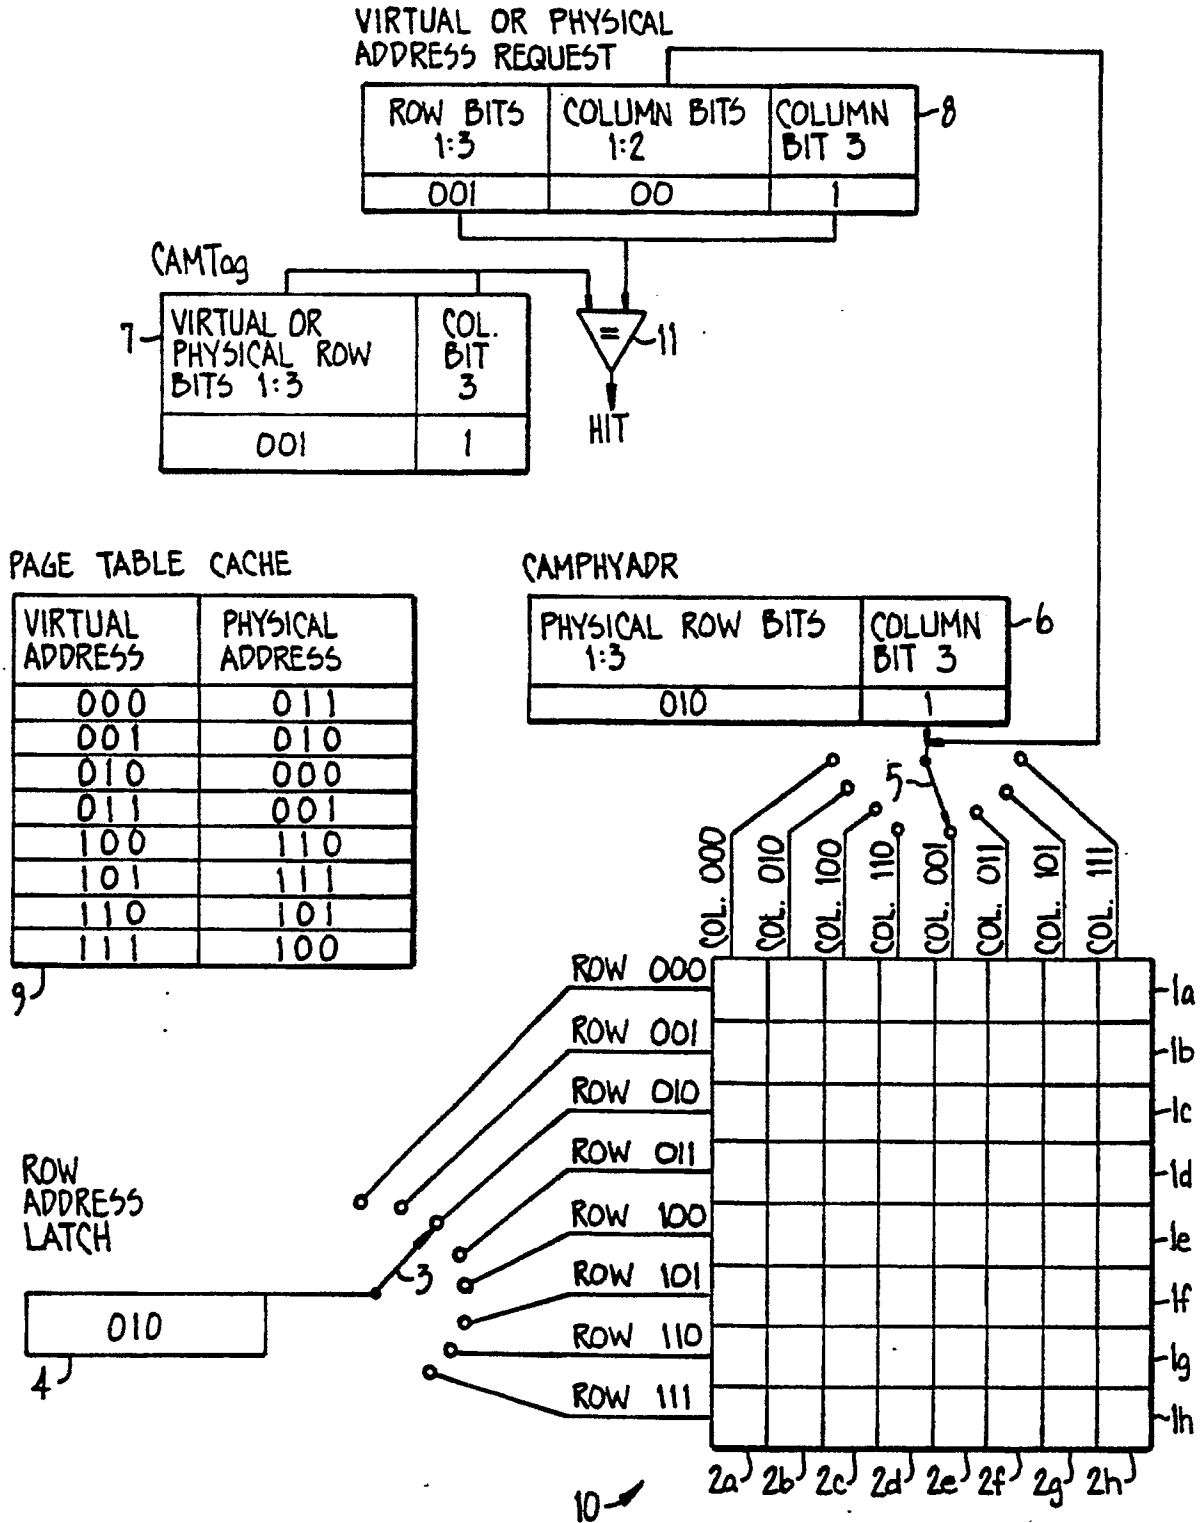 VIRTUAL OR PHYSICAL
ADDRESS REQUEST
ROW BITS
1:3
COLUMN BITS
1:2
COLUMN
BIT 3
8
001
00
1
CAMTag
7
VIRTUAL OR
PHYSICAL ROW
BITS 1:3
COL.
BIT
3
=
11
001
1
HIT
PAGE TABLE CACHE
VIRTUAL
ADDRESS
PHYSICAL
ADDRESS
000 011
001 010
010 000
011 001
100 110
101 111
110 101
111 100
9
CAMPHYADR
PHYSICAL ROW BITS
1:3
COLUMN
BIT 3
6
010
1
5
COL. 000
COL. 010
COL. 100
COL. 110
COL. 001
COL. 011
COL. 101
COL. 111
ROW 000
1a
ROW 001
1b
ROW 010
1c
ROW 011
1d
ROW 100
1e
ROW 101
1f
ROW 110
1g
ROW 111
1h
ROW
ADDRESS
LATCH
3
010
4
2a 2b 2c 2d 2e 2f 2g 2h
10